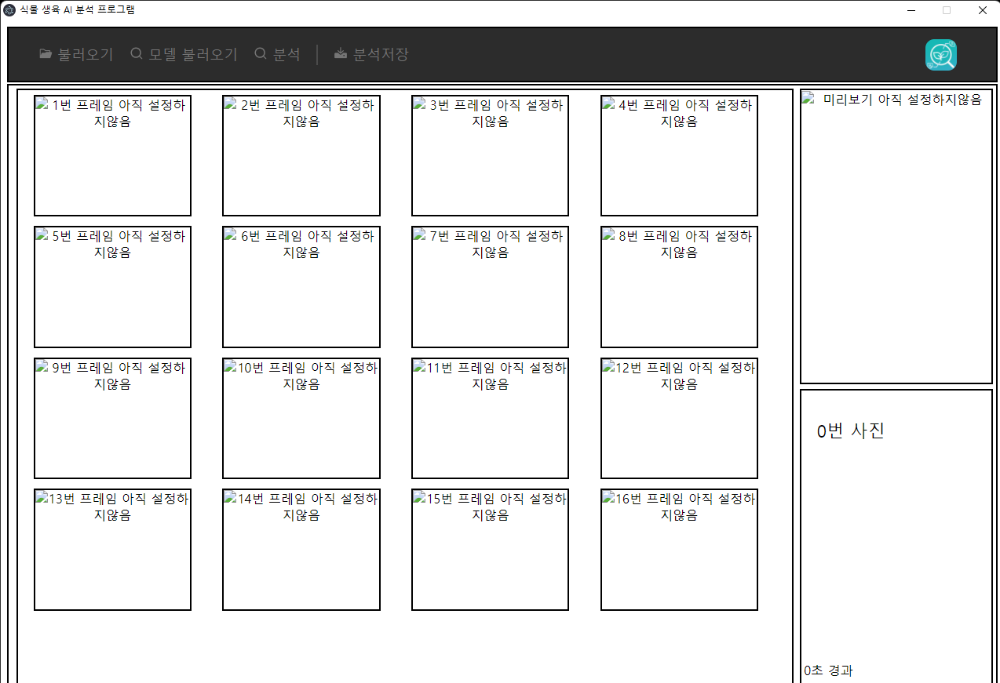 식물 생육 AI 분석 프로그램
불러오기 모델 불러오기 분석 분석저장
1번 프레임 아직 설정하
지않음
2번 프레임 아직 설정하
지않음
3번 프레임 아직 설정하
지않음
4번 프레임 아직 설정하
지않음
5번 프레임 아직 설정하
지않음
6번 프레임 아직 설정하
지않음
7번 프레임 아직 설정하
지않음
8번 프레임 아직 설정하
지않음
9번 프레임 아직 설정하
지않음
10번 프레임 아직 설정하
지않음
11번 프레임 아직 설정하
지않음
12번 프레임 아직 설정하
지않음
13번 프레임 아직 설정하
지않음
14번 프레임 아직 설정하
지않음
15번 프레임 아직 설정하
지않음
16번 프레임 아직 설정하
지않음
미리보기 아직 설정하지않음
0번 사진
0초 경과